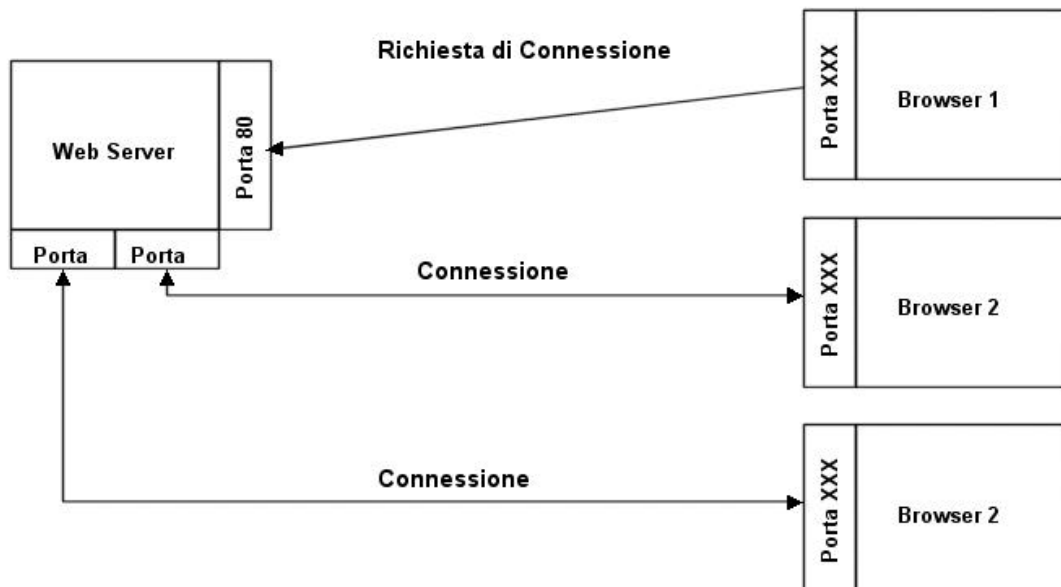 Richiesta di Connessione
Porta XXX
Browser 1
Web Server
Porta 80
Porta
Porta
Connessione
Porta XXX
Browser 2
Connessione
Porta XXX
Browser 2